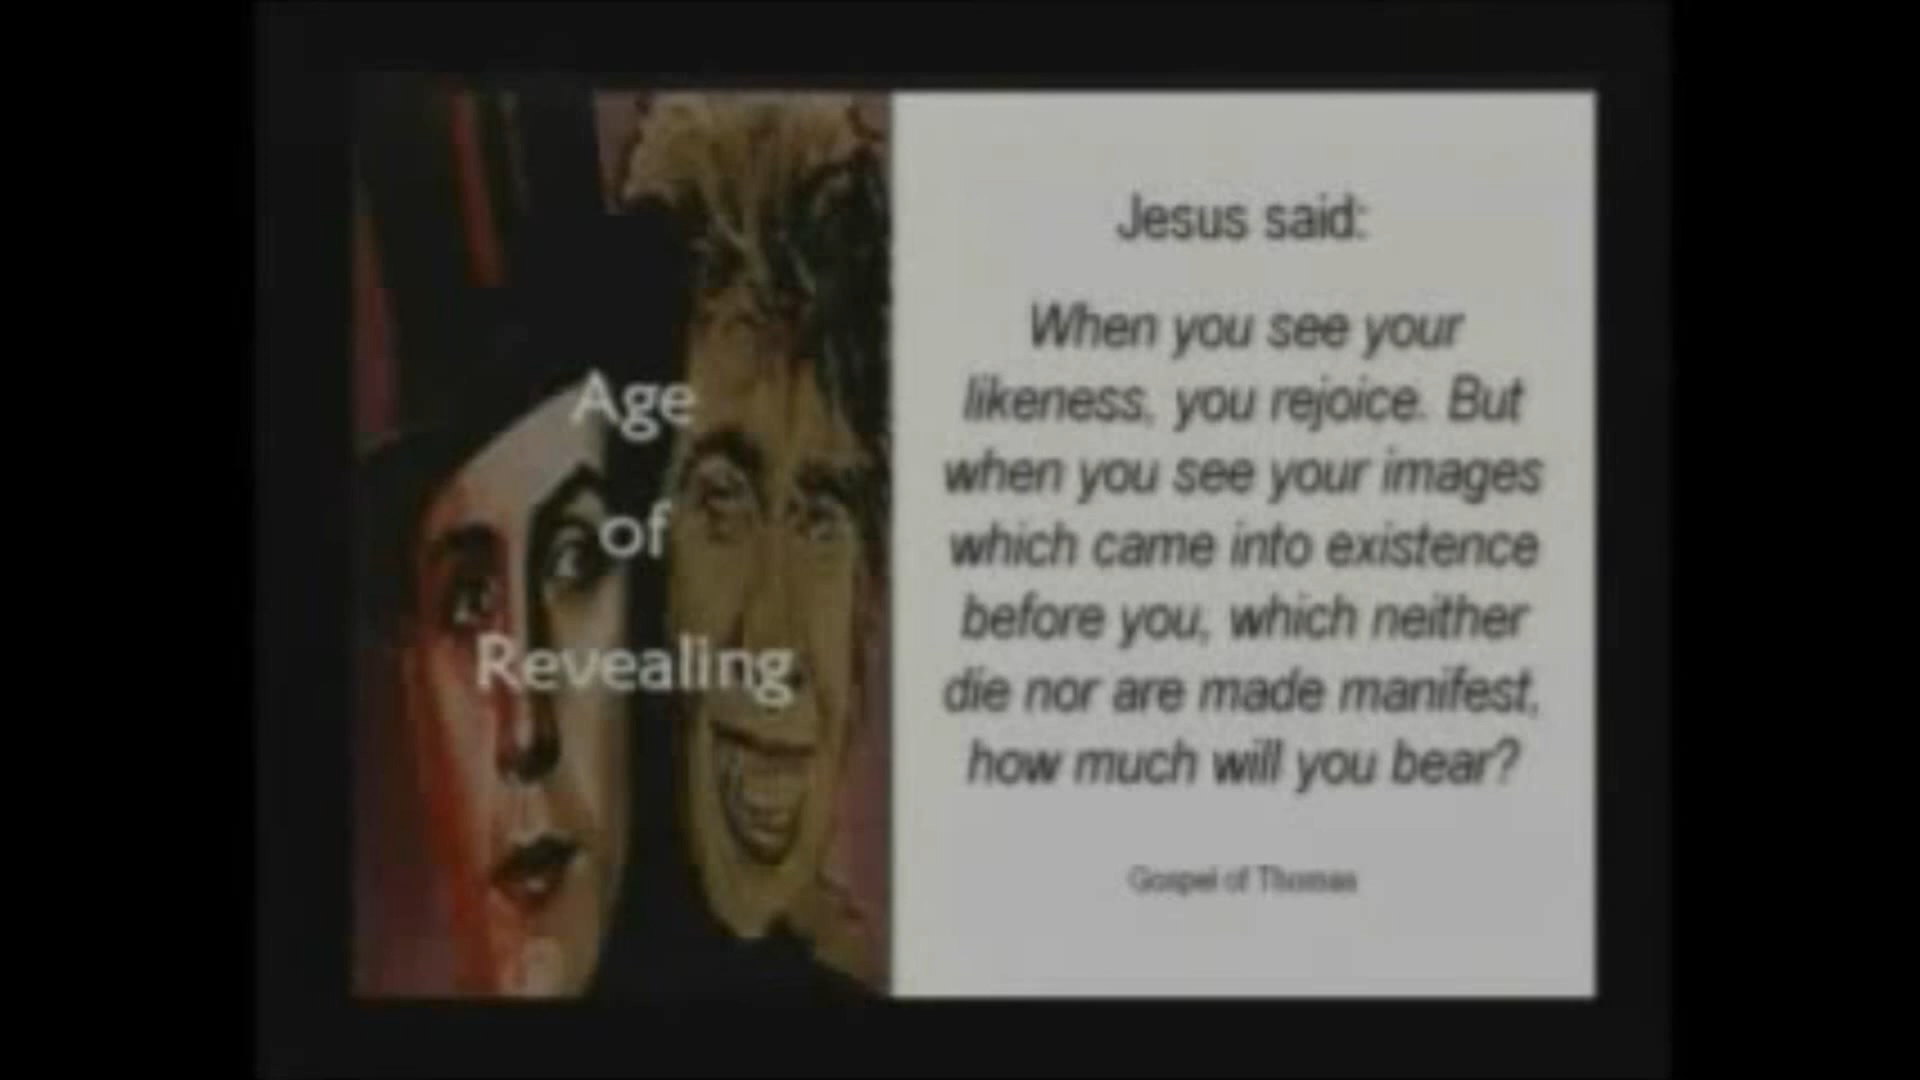 Age
of
Revealing
Jesus said:
When you see your
likeness, you rejoice. But
when you see your images
which came into existence
before you, which neither
die nor are made manifest,
how much will you bear?
Gospel of Thomas